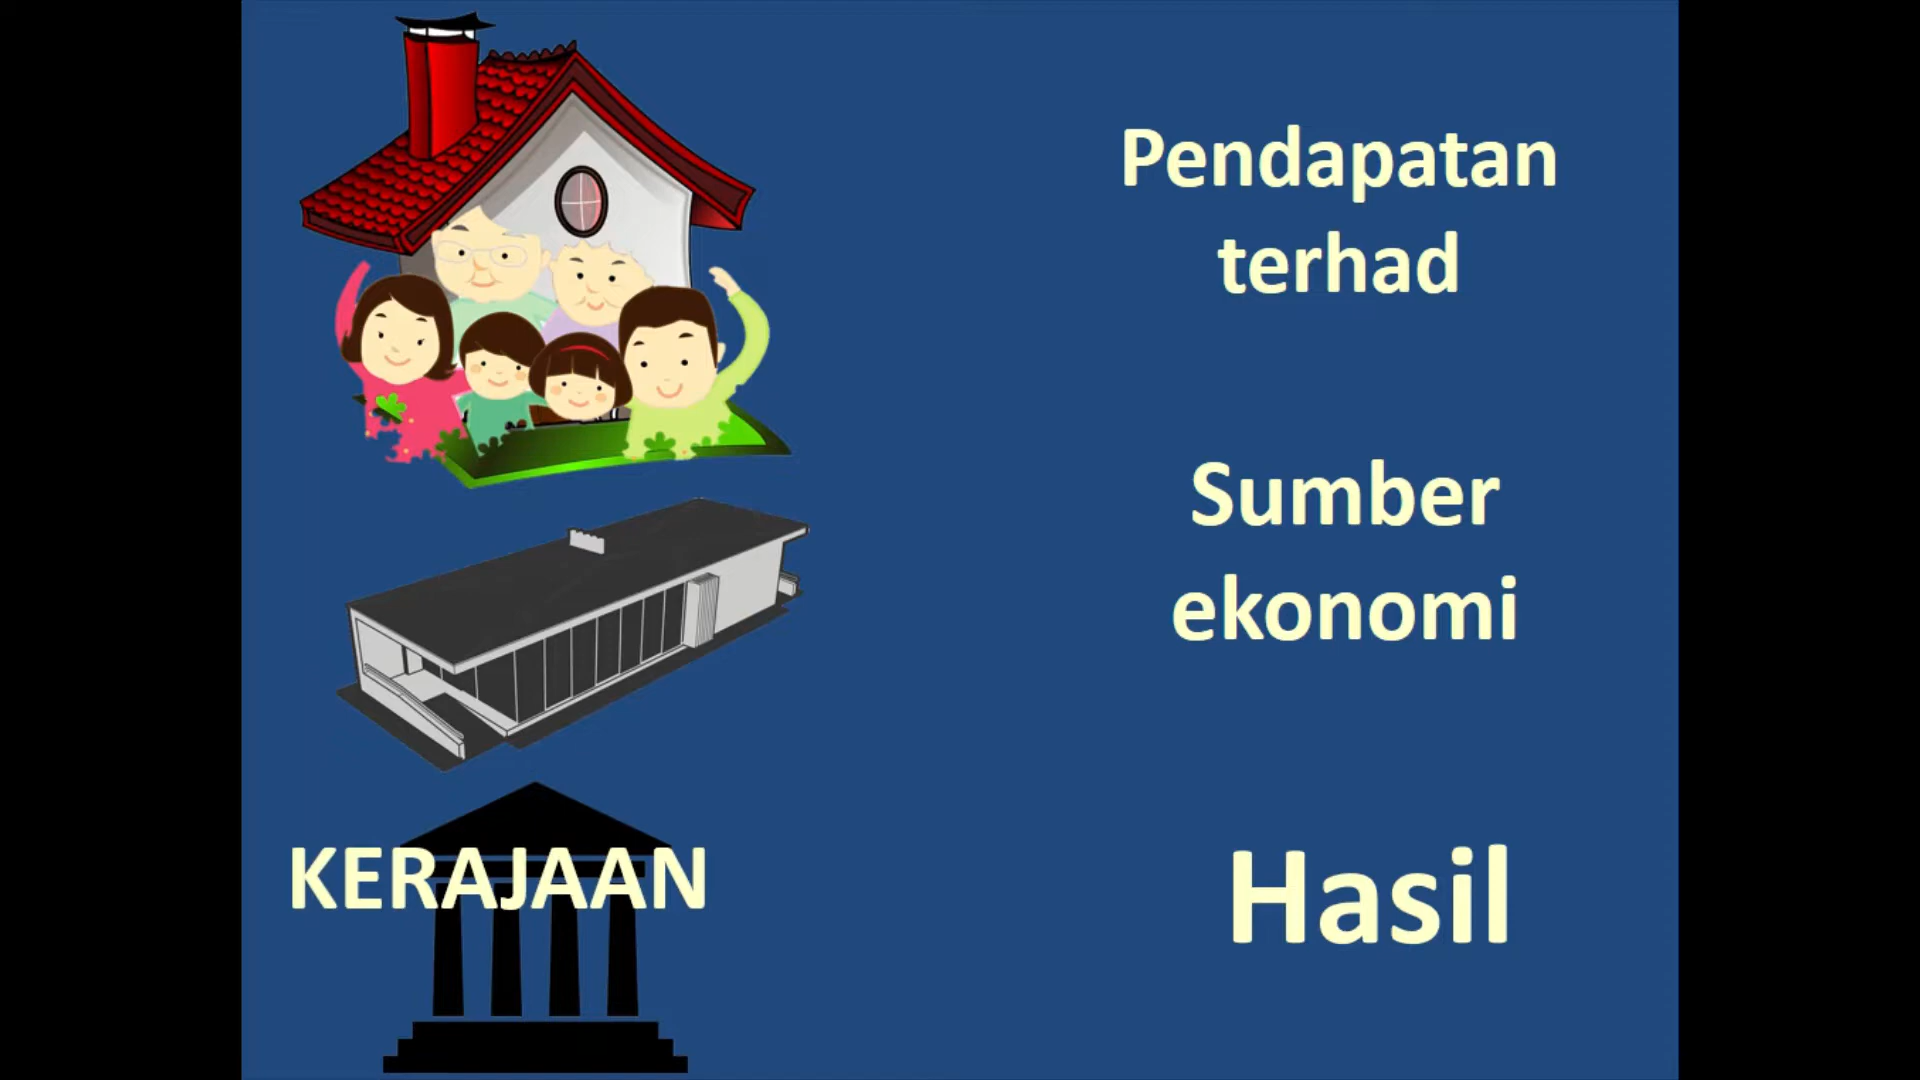 Pendapatan
terhad
Sumber
ekonomi
KERAJAAN
Hasil